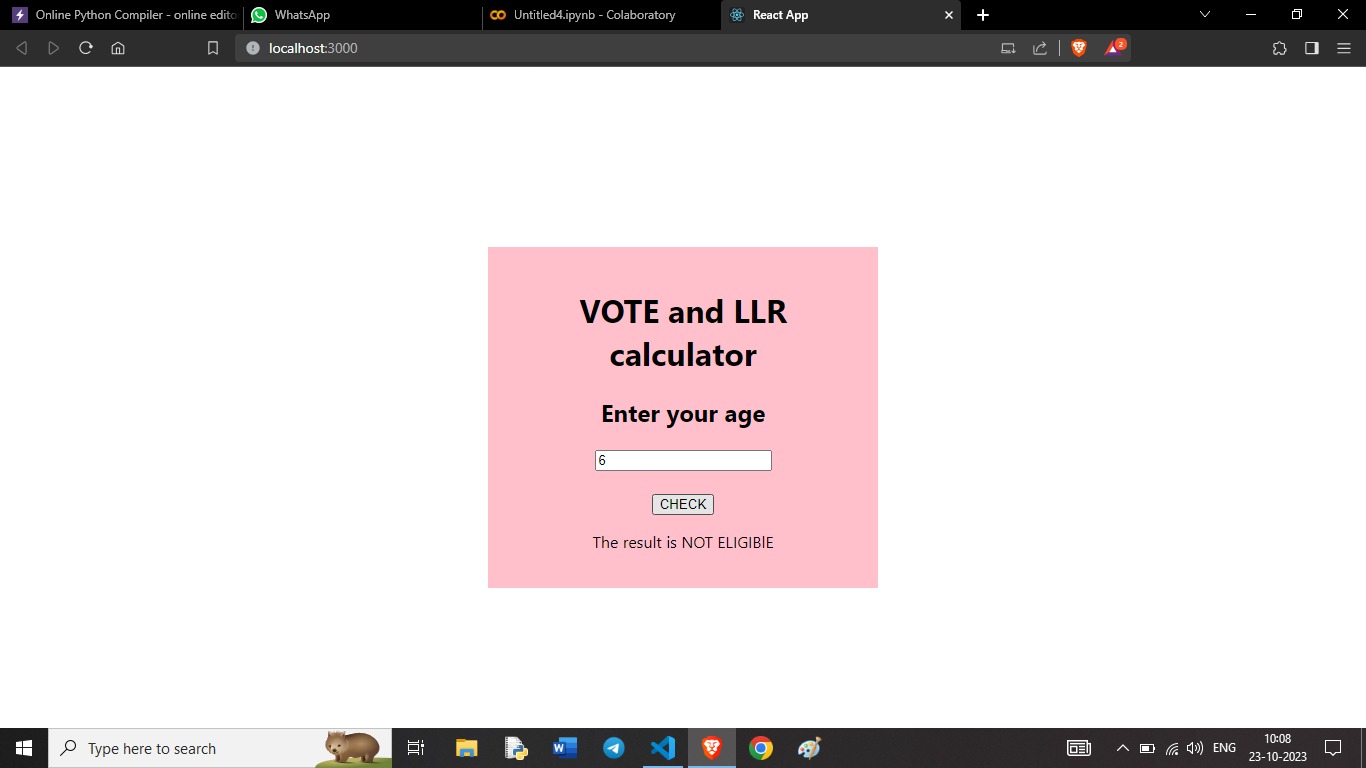 Online Python Compiler - online edito
WhatsApp
Untitled4.ipynb - Colaboratory
React App
localhost:3000
2
VOTE and LLR
calculator
Enter your age
6
CHECK
The result is NOT ELIGIBlE
Type here to search
ENG
10:08
23-10-2023